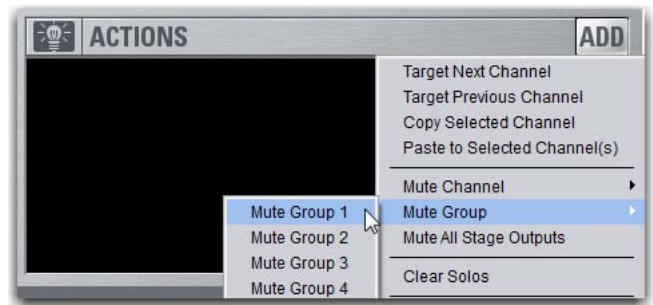 ACTIONS
ADD
Target Next Channel
Target Previous Channel
Copy Selected Channel
Paste to Selected Channel(s)
Mute Channel
Mute Group
Mute All Stage Outputs
Clear Solos
Mute Group 1
Mute Group 2
Mute Group 3
Mute Group 4